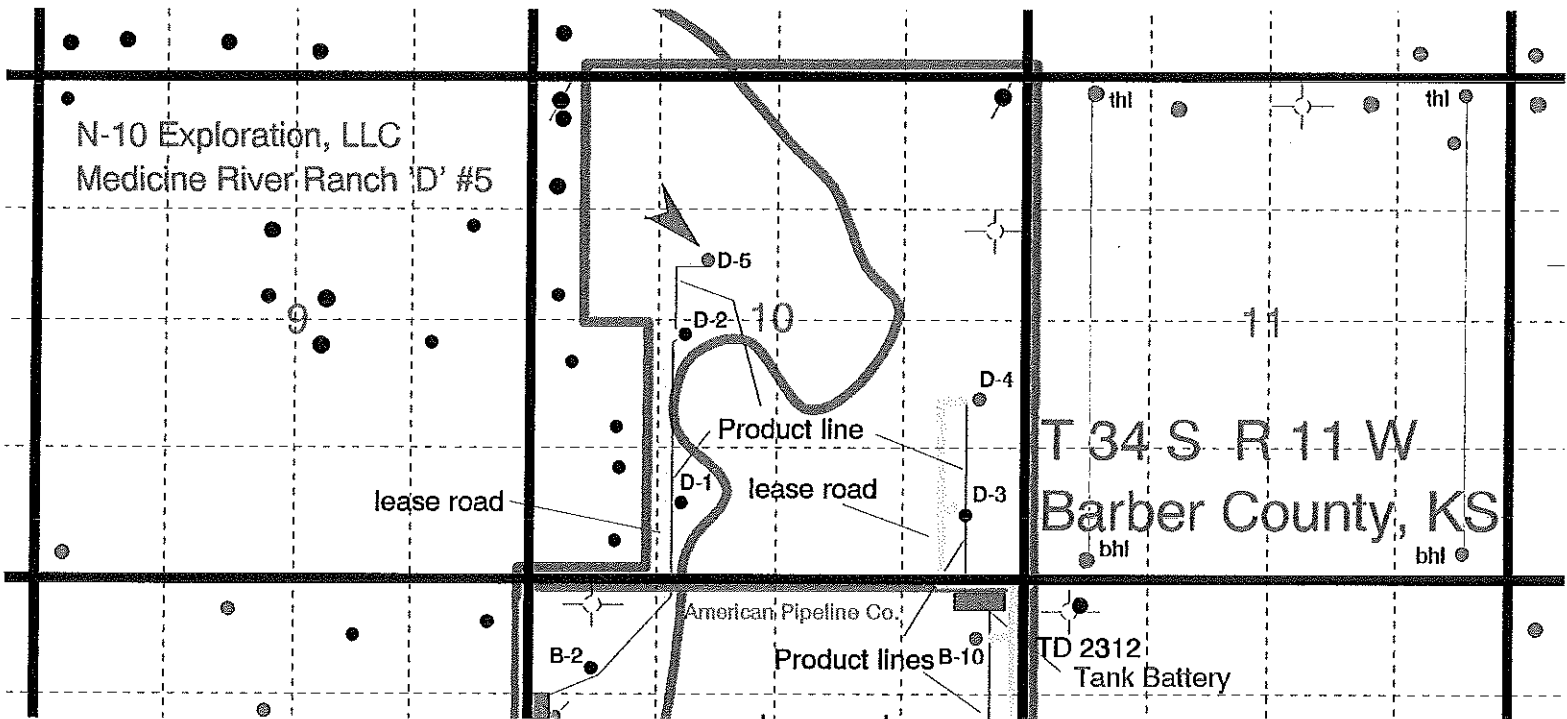 thl
thl
N-10 Exploration, LLC
Medicine River Ranch 'D' #5
D-5
9
D-2
10
11
D-4
Product line
T 34 S R 11 W
D-1
lease road
lease road
D-3
Barber County, KS
bhl
bhl
American Pipeline Co.
B-2
Product lines
B-10
TD 2312
Tank Battery